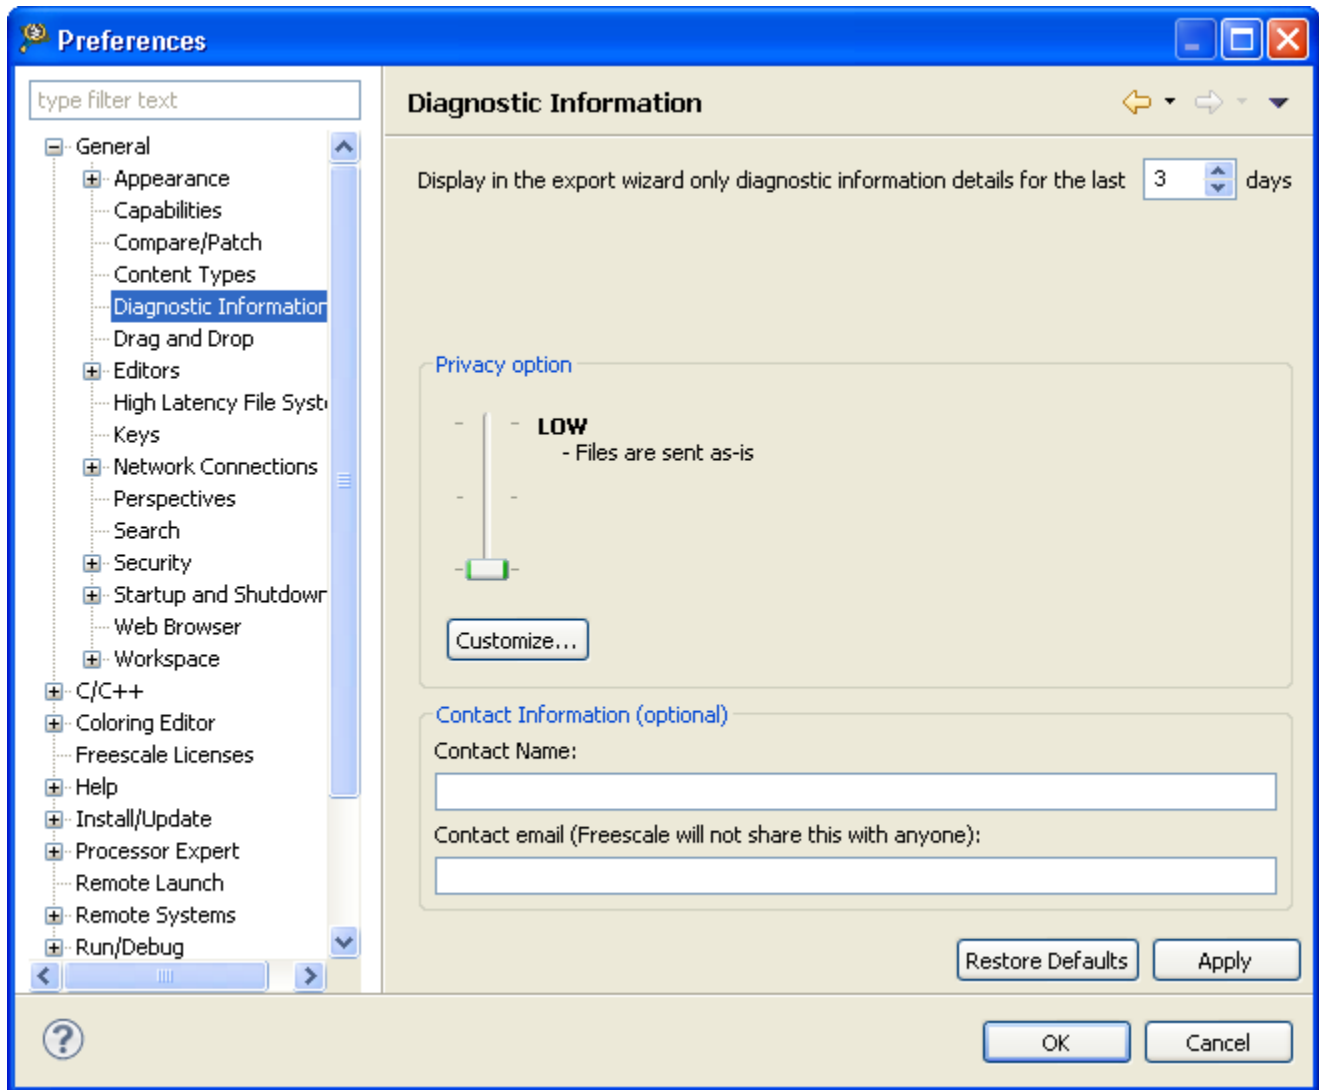 Preferences
type filter text
General
Appearance
Capabilities
Compare/Patch
Content Types
Diagnostic Information
Drag and Drop
Editors
High Latency File Syst
Keys
Network Connections
Perspectives
Search
Security
Startup and Shutdown
Web Browser
Workspace
C/C++
Coloring Editor
Freescale Licenses
Help
Install/Update
Processor Expert
Remote Launch
Remote Systems
Run/Debug
Diagnostic Information
Display in the export wizard only diagnostic information details for the last 3 days
Privacy option
LOW
- Files are sent as-is
Customize...
Contact Information (optional)
Contact Name:
Contact email (Freescale will not share this with anyone):
Restore Defaults Apply
OK Cancel